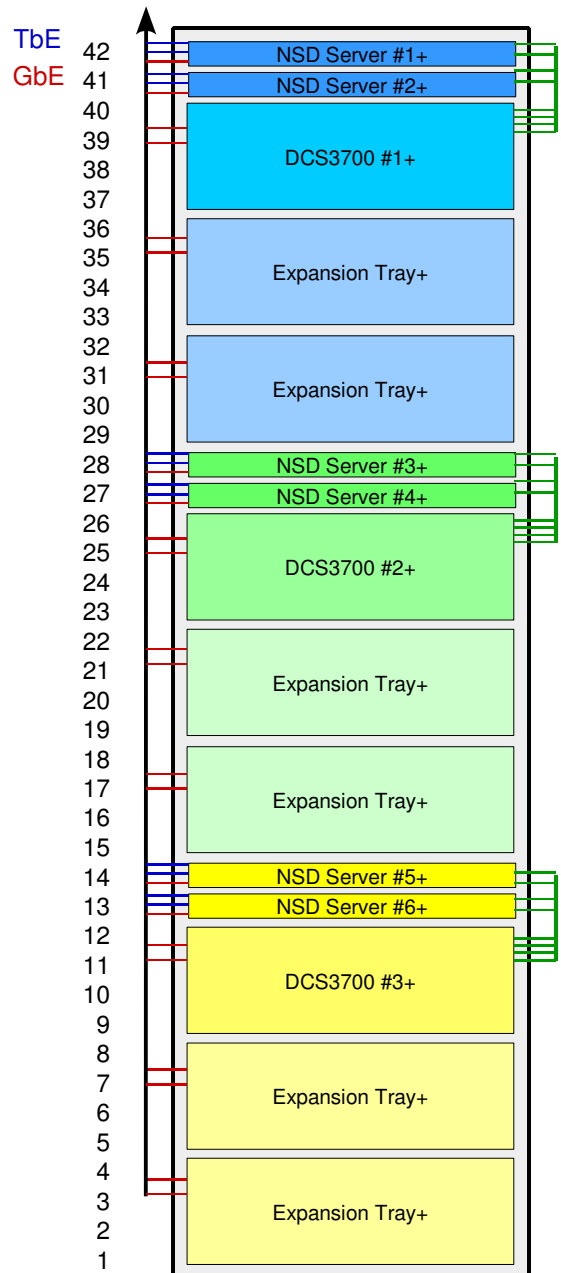 TbE
GbE
42 NSD Server #1+
41 NSD Server #2+
40
39
DCS3700 #1+
38
37
36
35
Expansion Tray+
34
33
32
31
Expansion Tray+
30
29
28 NSD Server #3+
27 NSD Server #4+
26
25
DCS3700 #2+
24
23
22
21
Expansion Tray+
20
19
18
17
Expansion Tray+
16
15
14 NSD Server #5+
13 NSD Server #6+
12
11
DCS3700 #3+
10
9
8
7
Expansion Tray+
6
5
4
3
Expansion Tray+
2
1